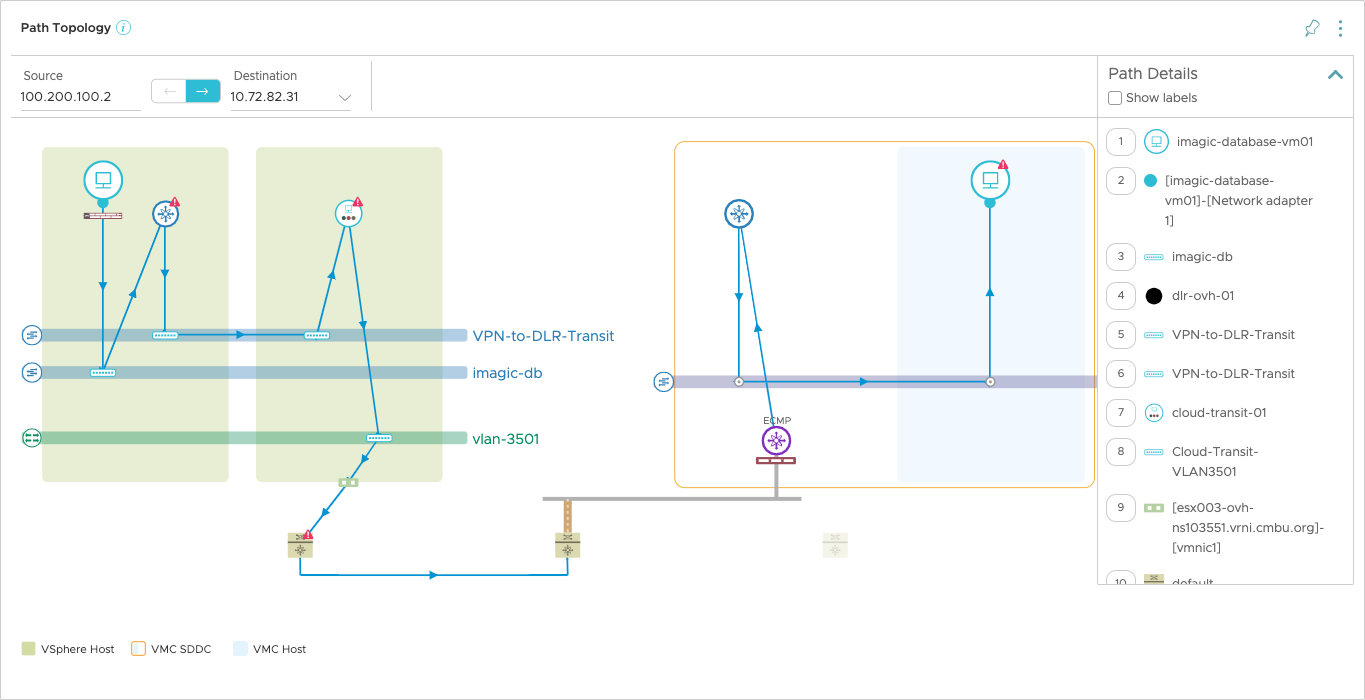 Path Topology i
Source
100.200.100.2
Destination
10.72.82.31
Path Details
Show labels
1 imagic-database-vm01
2 [imagic-database-
vm01]-[Network adapter
1]
3 imagic-db
4 dlr-ovh-01
5 VPN-to-DLR-Transit
6 VPN-to-DLR-Transit
7 cloud-transit-01
8 Cloud-Transit-
VLAN3501
9 [esx003-ovh-
ns103551.vrni.cmbu.org]-
[vmnic1]
10 default
VPN-to-DLR-Transit
imagic-db
vlan-3501
ECMP
VSphere Host
VMC SDDC
VMC Host